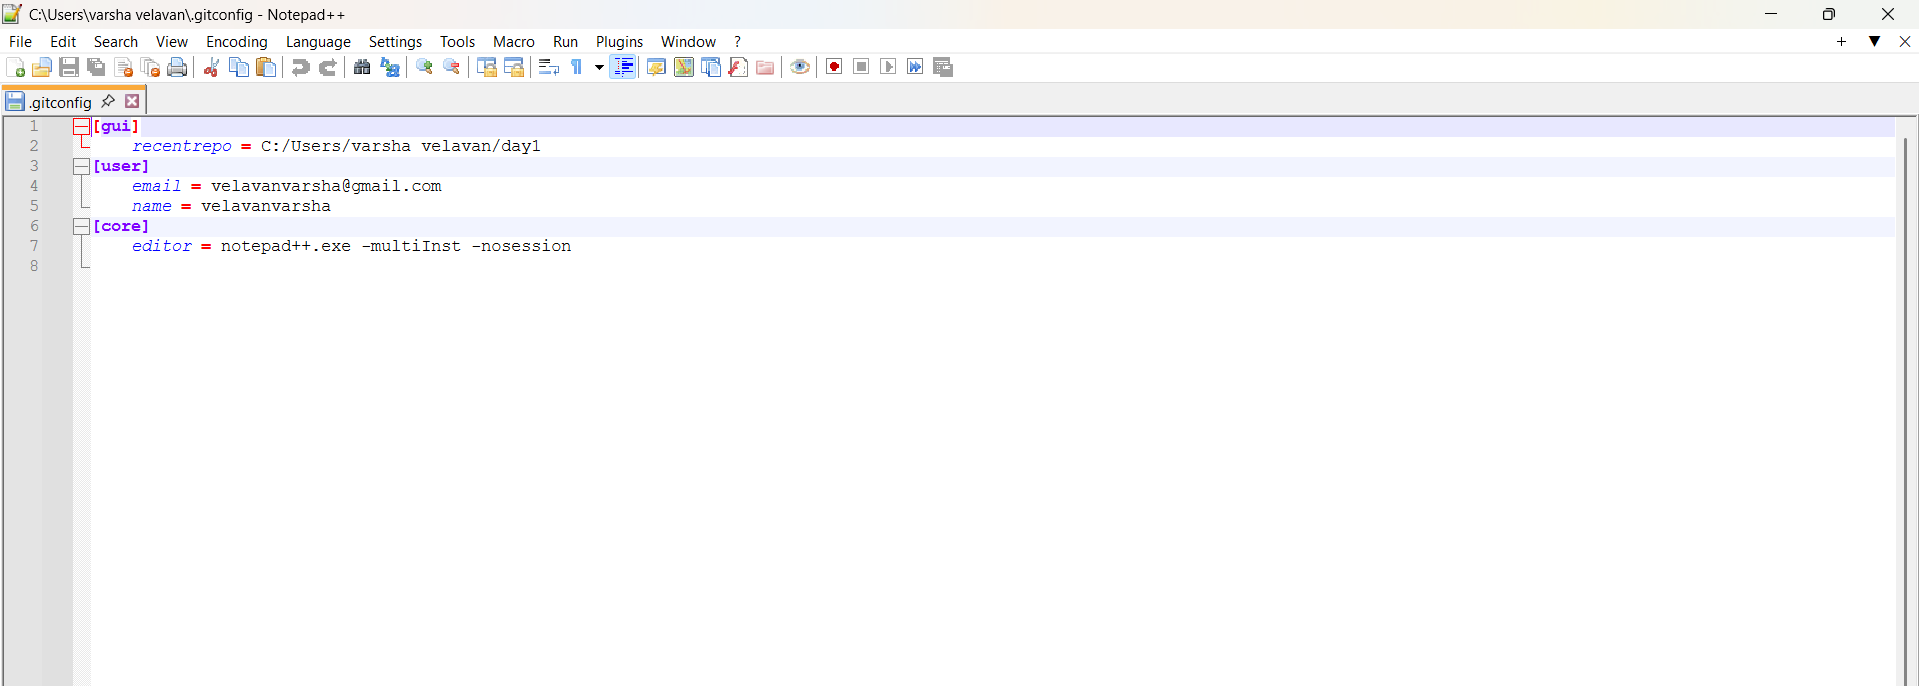 C:\Users\varsha velavan\.gitconfig - Notepad++
File Edit Search View Encoding Language Settings Tools Macro Run Plugins Window ?
.gitconfig
1 [gui]
2 recentrepo = C:/Users/varsha velavan/day1
3 [user]
4 email = velavanvarsha@gmail.com
5 name = velavanvarsha
6 [core]
7 editor = notepad++.exe -multiInst -nosession
8